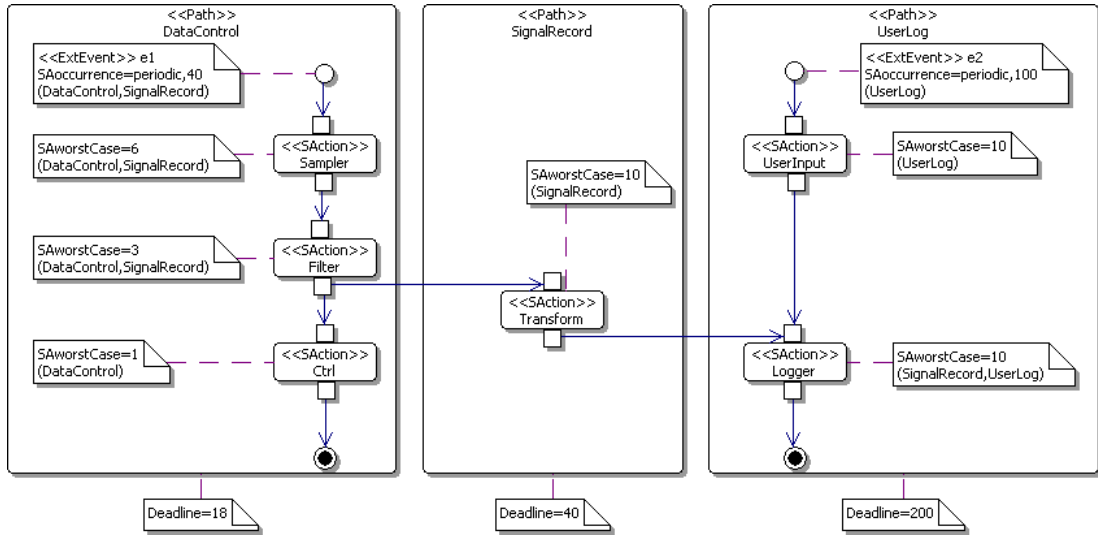 <<Path>>
DataControl
<<ExtEvent>> e1
SAoccurrence=periodic,40
(DataControl,SignalRecord)
SAworstCase=6
(DataControl,SignalRecord)
<<SAction>>
Sampler
SAworstCase=3
(DataControl,SignalRecord)
<<SAction>>
Filter
SAworstCase=1
(DataControl)
<<SAction>>
Ctrl
Deadline=18
<<Path>>
SignalRecord
SAworstCase=10
(SignalRecord)
<<SAction>>
Transform
Deadline=40
<<Path>>
UserLog
<<ExtEvent>> e2
SAoccurrence=periodic,100
(UserLog)
<<SAction>>
UserInput
SAworstCase=10
(UserLog)
<<SAction>>
Logger
SAworstCase=10
(SignalRecord,UserLog)
Deadline=200